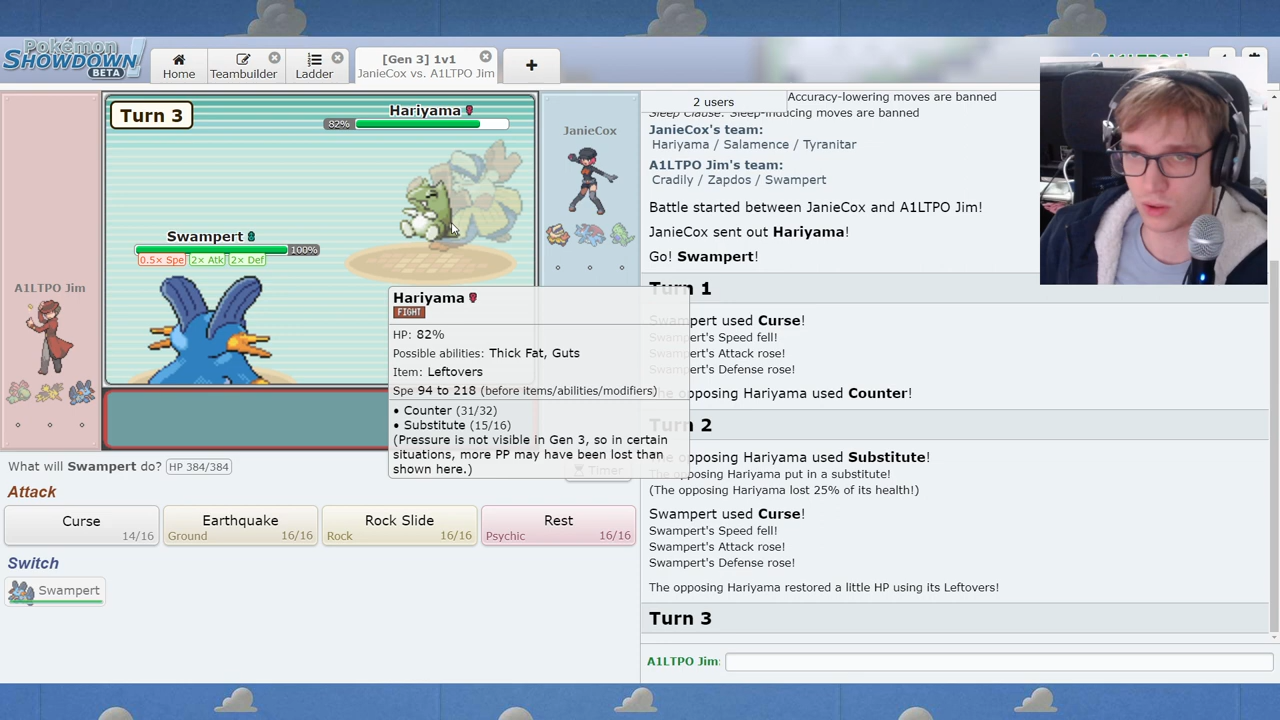 Pokémon
SHOWDOWN!
BETA
Home
Teambuilder
Ladder
[Gen 3] 1v1
JanieCox vs. A1LTPO Jim
+
Turn 3
Hariyama
82%
Swampert
100%
0.5× Spe 2× Atk 2× Def
A1LTPO Jim
JanieCox
Hariyama
FIGHT
HP: 82%
Possible abilities: Thick Fat, Guts
Item: Leftovers
Spe 94 to 218 (before items/abilities/modifiers)
• Counter (31/32)
• Substitute (15/16)
(Pressure is not visible in Gen 3, so in certain
situations, more PP may have been lost than
shown here.)
What will Swampert do? HP 384/384
Timer
Attack
Curse
14/16
Earthquake
Ground 16/16
Rock Slide
Rock 16/16
Rest
Psychic 16/16
Switch
Swampert
2 users
Accuracy-lowering moves are banned
Sleep Clause: Sleep-inducing moves are banned
JanieCox's team:
Hariyama / Salamence / Tyranitar
A1LTPO Jim's team:
Cradily / Zapdos / Swampert
Battle started between JanieCox and A1LTPO Jim!
JanieCox sent out Hariyama!
Go! Swampert!
Turn 1
Swampert used Curse!
Swampert's Speed fell!
Swampert's Attack rose!
Swampert's Defense rose!
The opposing Hariyama used Counter!
Turn 2
The opposing Hariyama used Substitute!
The opposing Hariyama put in a substitute!
(The opposing Hariyama lost 25% of its health!)
Swampert used Curse!
Swampert's Speed fell!
Swampert's Attack rose!
Swampert's Defense rose!
The opposing Hariyama restored a little HP using its Leftovers!
Turn 3
A1LTPO Jim: